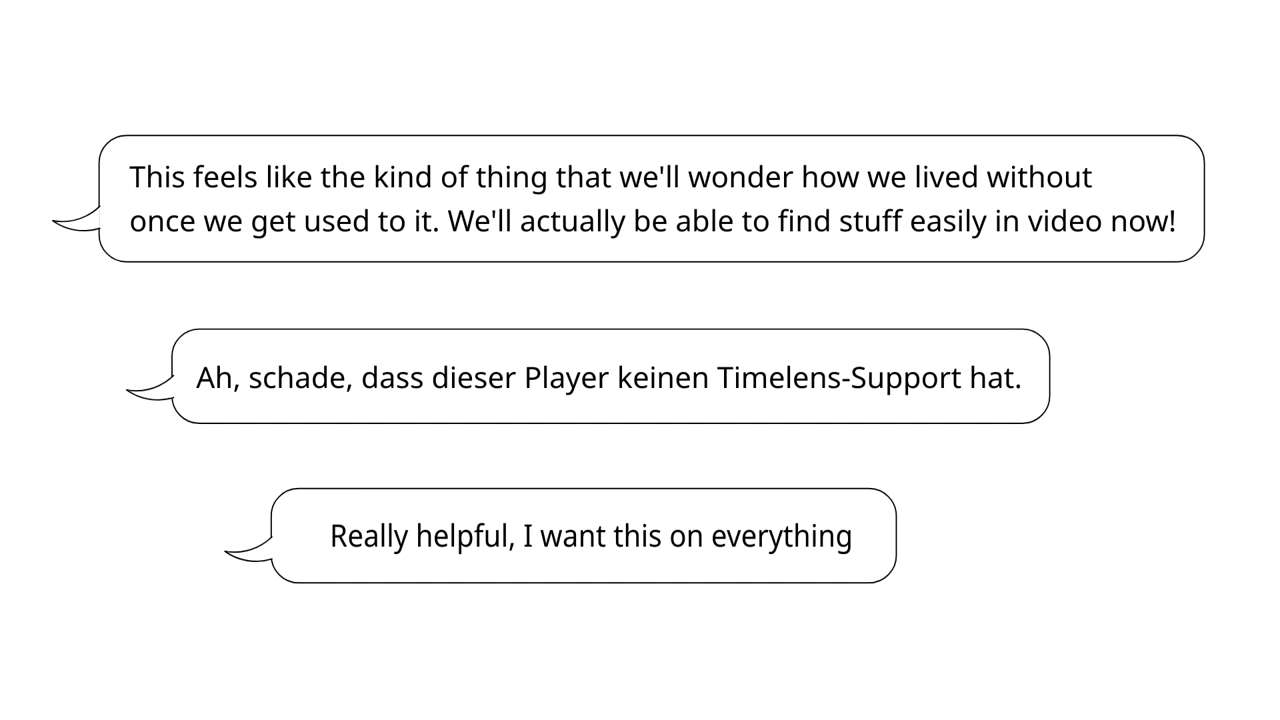 This feels like the kind of thing that we'll wonder how we lived without
once we get used to it. We'll actually be able to find stuff easily in video now!
Ah, schade, dass dieser Player keinen Timelens-Support hat.
Really helpful, I want this on everything